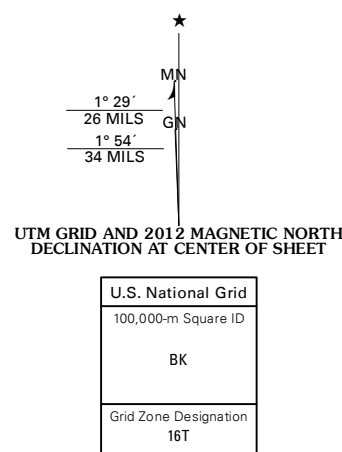 MN
1° 29´
26 MILS
GN
1° 54´
34 MILS
UTM GRID AND 2012 MAGNETIC NORTH
DECLINATION AT CENTER OF SHEET
U.S. National Grid
100,000-m Square ID
BK
Grid Zone Designation
16T